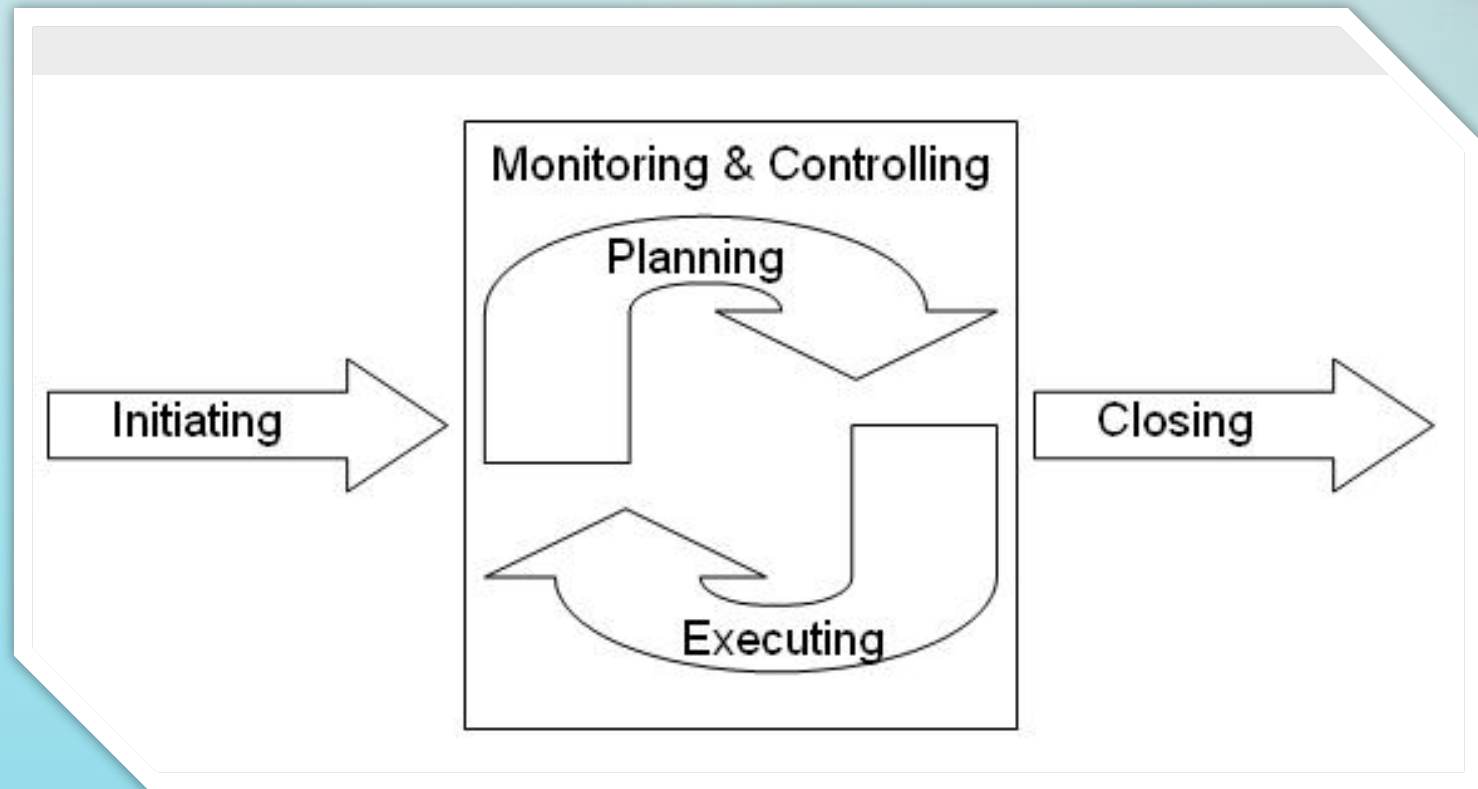 Monitoring & Controlling
Planning
Initiating
Closing
Executing